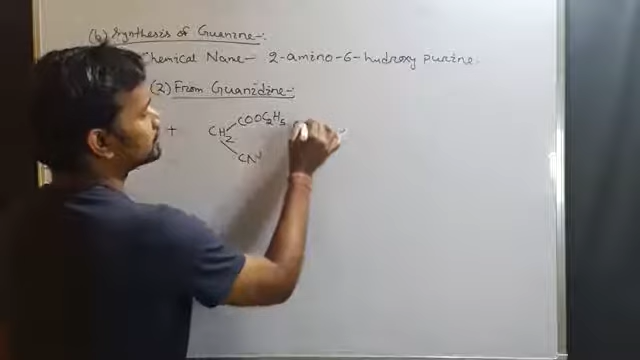 (b) Synthesis of Guanine:-
Chemical Name- 2-amino-6-hydroxy purine.
(2) From Guanidine:-
+ CH2
COOC2H5
CN